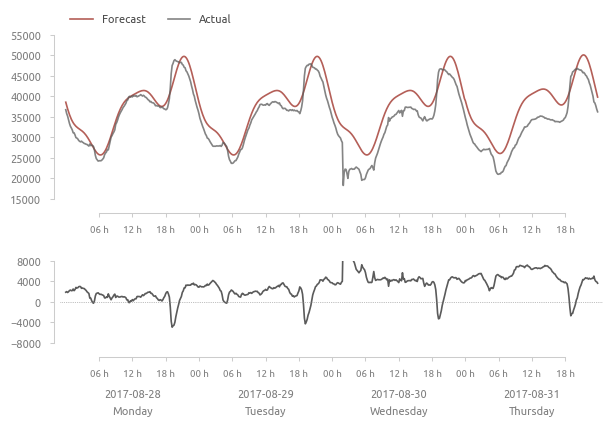 Forecast Actual
55000
50000
45000
40000
35000
30000
25000
20000
15000
06 h 12 h 18 h 00 h 06 h 12 h 18 h 00 h 06 h 12 h 18 h 00 h 06 h 12 h 18 h
8000
4000
0
−4000
−8000
06 h 12 h 18 h 00 h 06 h 12 h 18 h 00 h 06 h 12 h 18 h 00 h 06 h 12 h 18 h
2017-08-28 2017-08-29 2017-08-30 2017-08-31
Monday Tuesday Wednesday Thursday